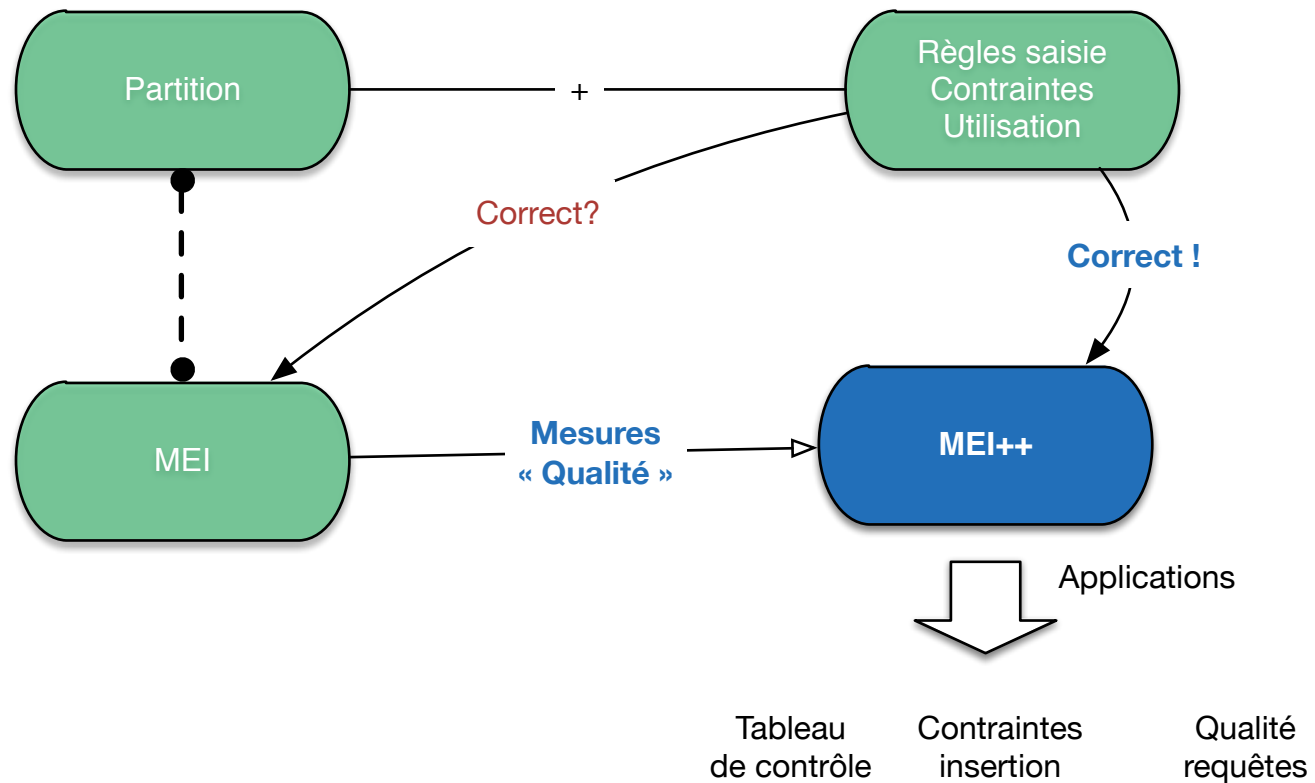 Partition
+
Règles saisie
Contraintes
Utilisation
Correct?
Correct !
MEI
Mesures
« Qualité »
MEI++
Applications
Tableau
de contrôle
Contraintes
insertion
Qualité
requêtes